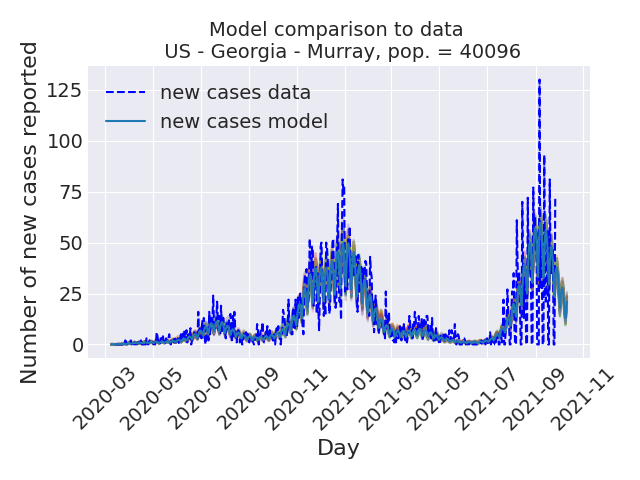 Model comparison to data
US - Georgia - Murray, pop. = 40096
Number of new cases reported
125
100
75
50
25
0
new cases data
new cases model
2020-03
2020-05
2020-07
2020-09
2020-11
2021-01
2021-03
2021-05
2021-07
2021-09
2021-11
Day